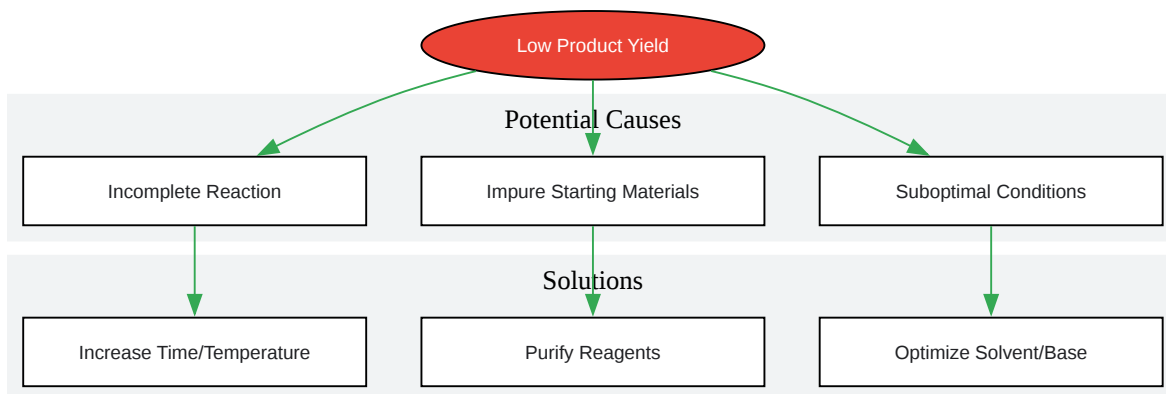 Low Product Yield
Potential Causes
Incomplete Reaction
Impure Starting Materials
Suboptimal Conditions
Solutions
Increase Time/Temperature
Purify Reagents
Optimize Solvent/Base